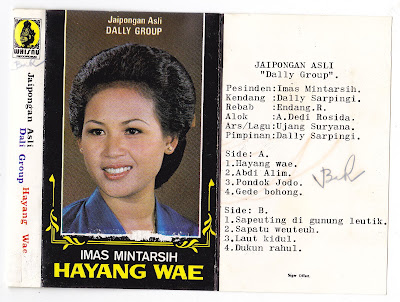 WHISNU
Jaipongan Asli
Dali Group Hayang Wae
Jaipongan Asli
DALLY GROUP
IMAS MINTARSIH
HAYANG WAE
JAIPONGAN ASLI
"Dally Group".
Pesinden:Imas Mintarsih.
Kendang :Dally Sarpingi.
Rebab :Endang.R.
Alok :A.Dedi Rosida.
Ars/Lagu:Ujang Suryana.
Pimpinan:Dally Sarpingi.
Side: A.
1.Hayang wae.
2.Abdi Alim.
3.Pondok Jodo.
4.Gede bohong.
Side: B.
1.Sapeuting di gunung leutik.
2.Sapatu weuteuh.
3.Laut kidul.
4.Dukun rahul.